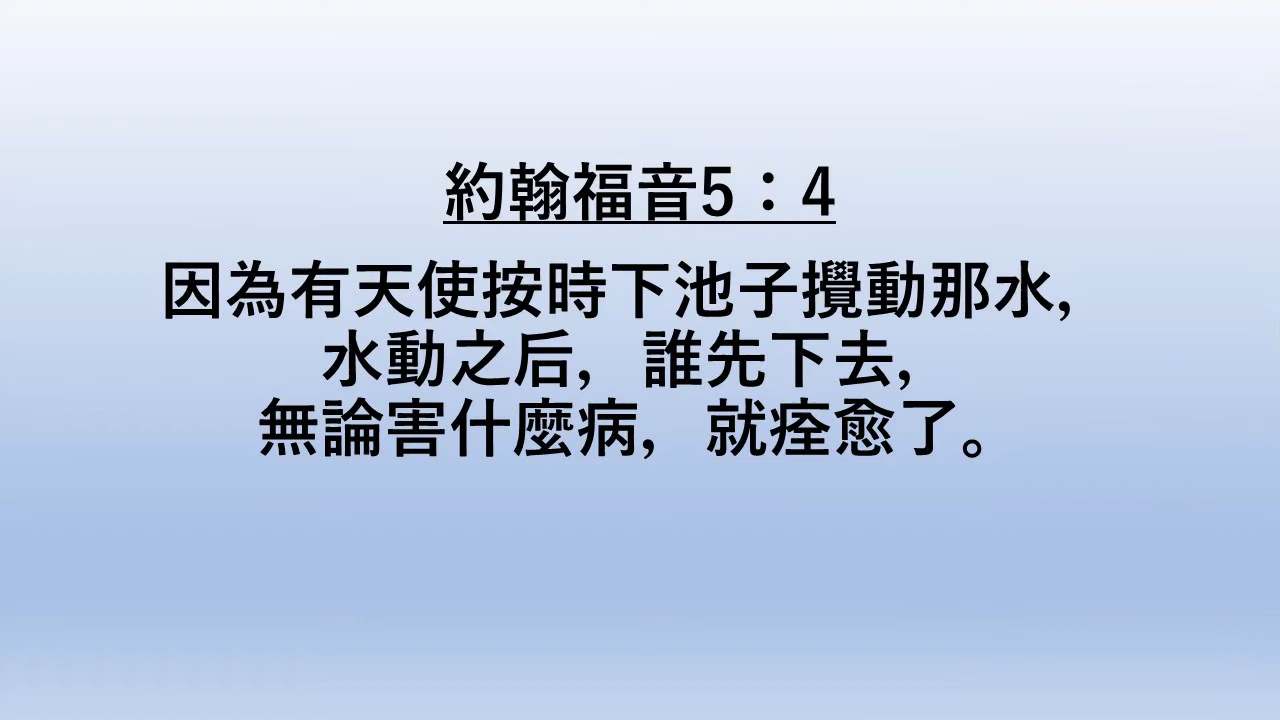 約翰福音5：4
因為有天使按時下池子攪動那水,
水動之后, 誰先下去,
無論害什麼病, 就痊愈了。